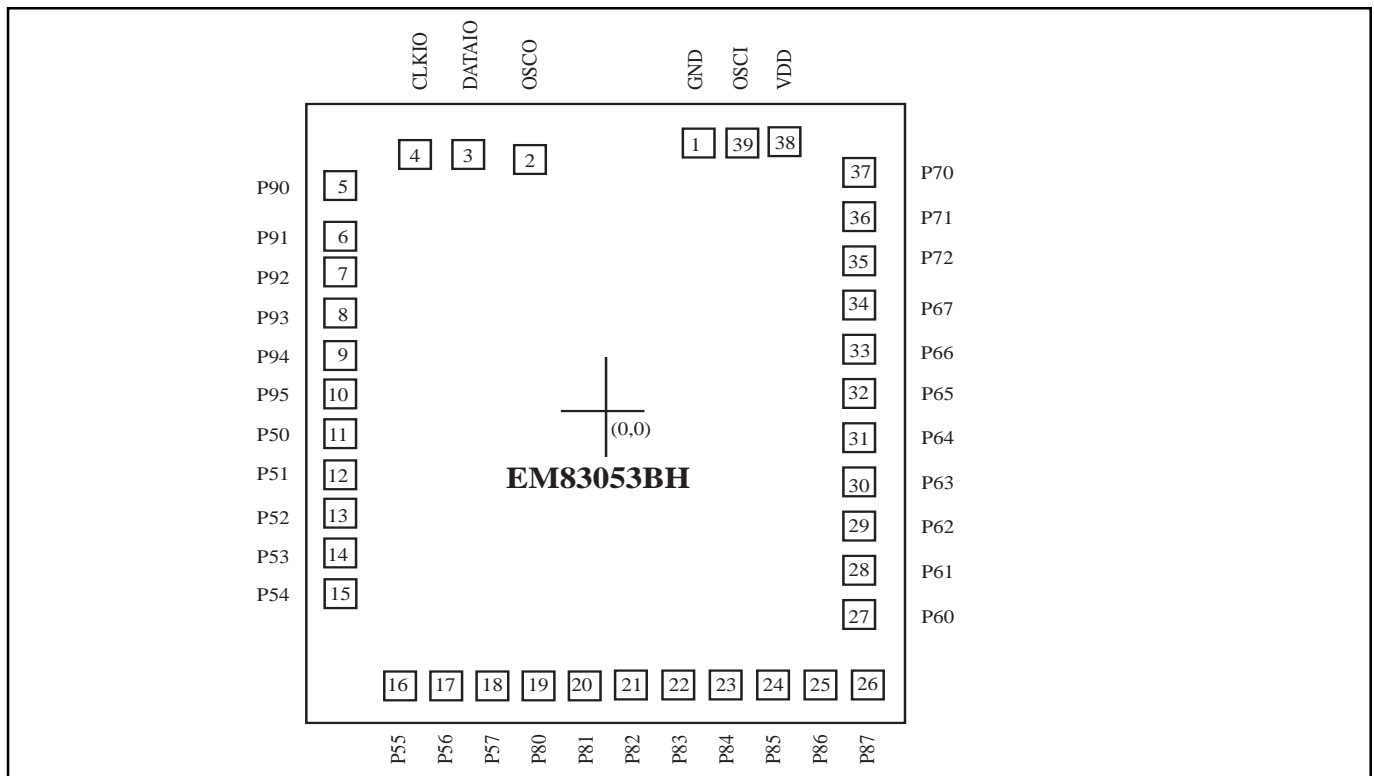 CLKIO DATAIO OSCO GND OSCI VDD
4 3 2 1 39 38
P90 5 37 P70
P91 6 36 P71
P92 7 35 P72
P93 8 34 P67
P94 9 33 P66
P95 10 32 P65
P50 11 31 P64
(0,0)
P51 12 EM83053BH 30 P63
P52 13 29 P62
P53 14 28 P61
P54 15 27 P60
16 17 18 19 20 21 22 23 24 25 26
P55 P56 P57 P80 P81 P82 P83 P84 P85 P86 P87